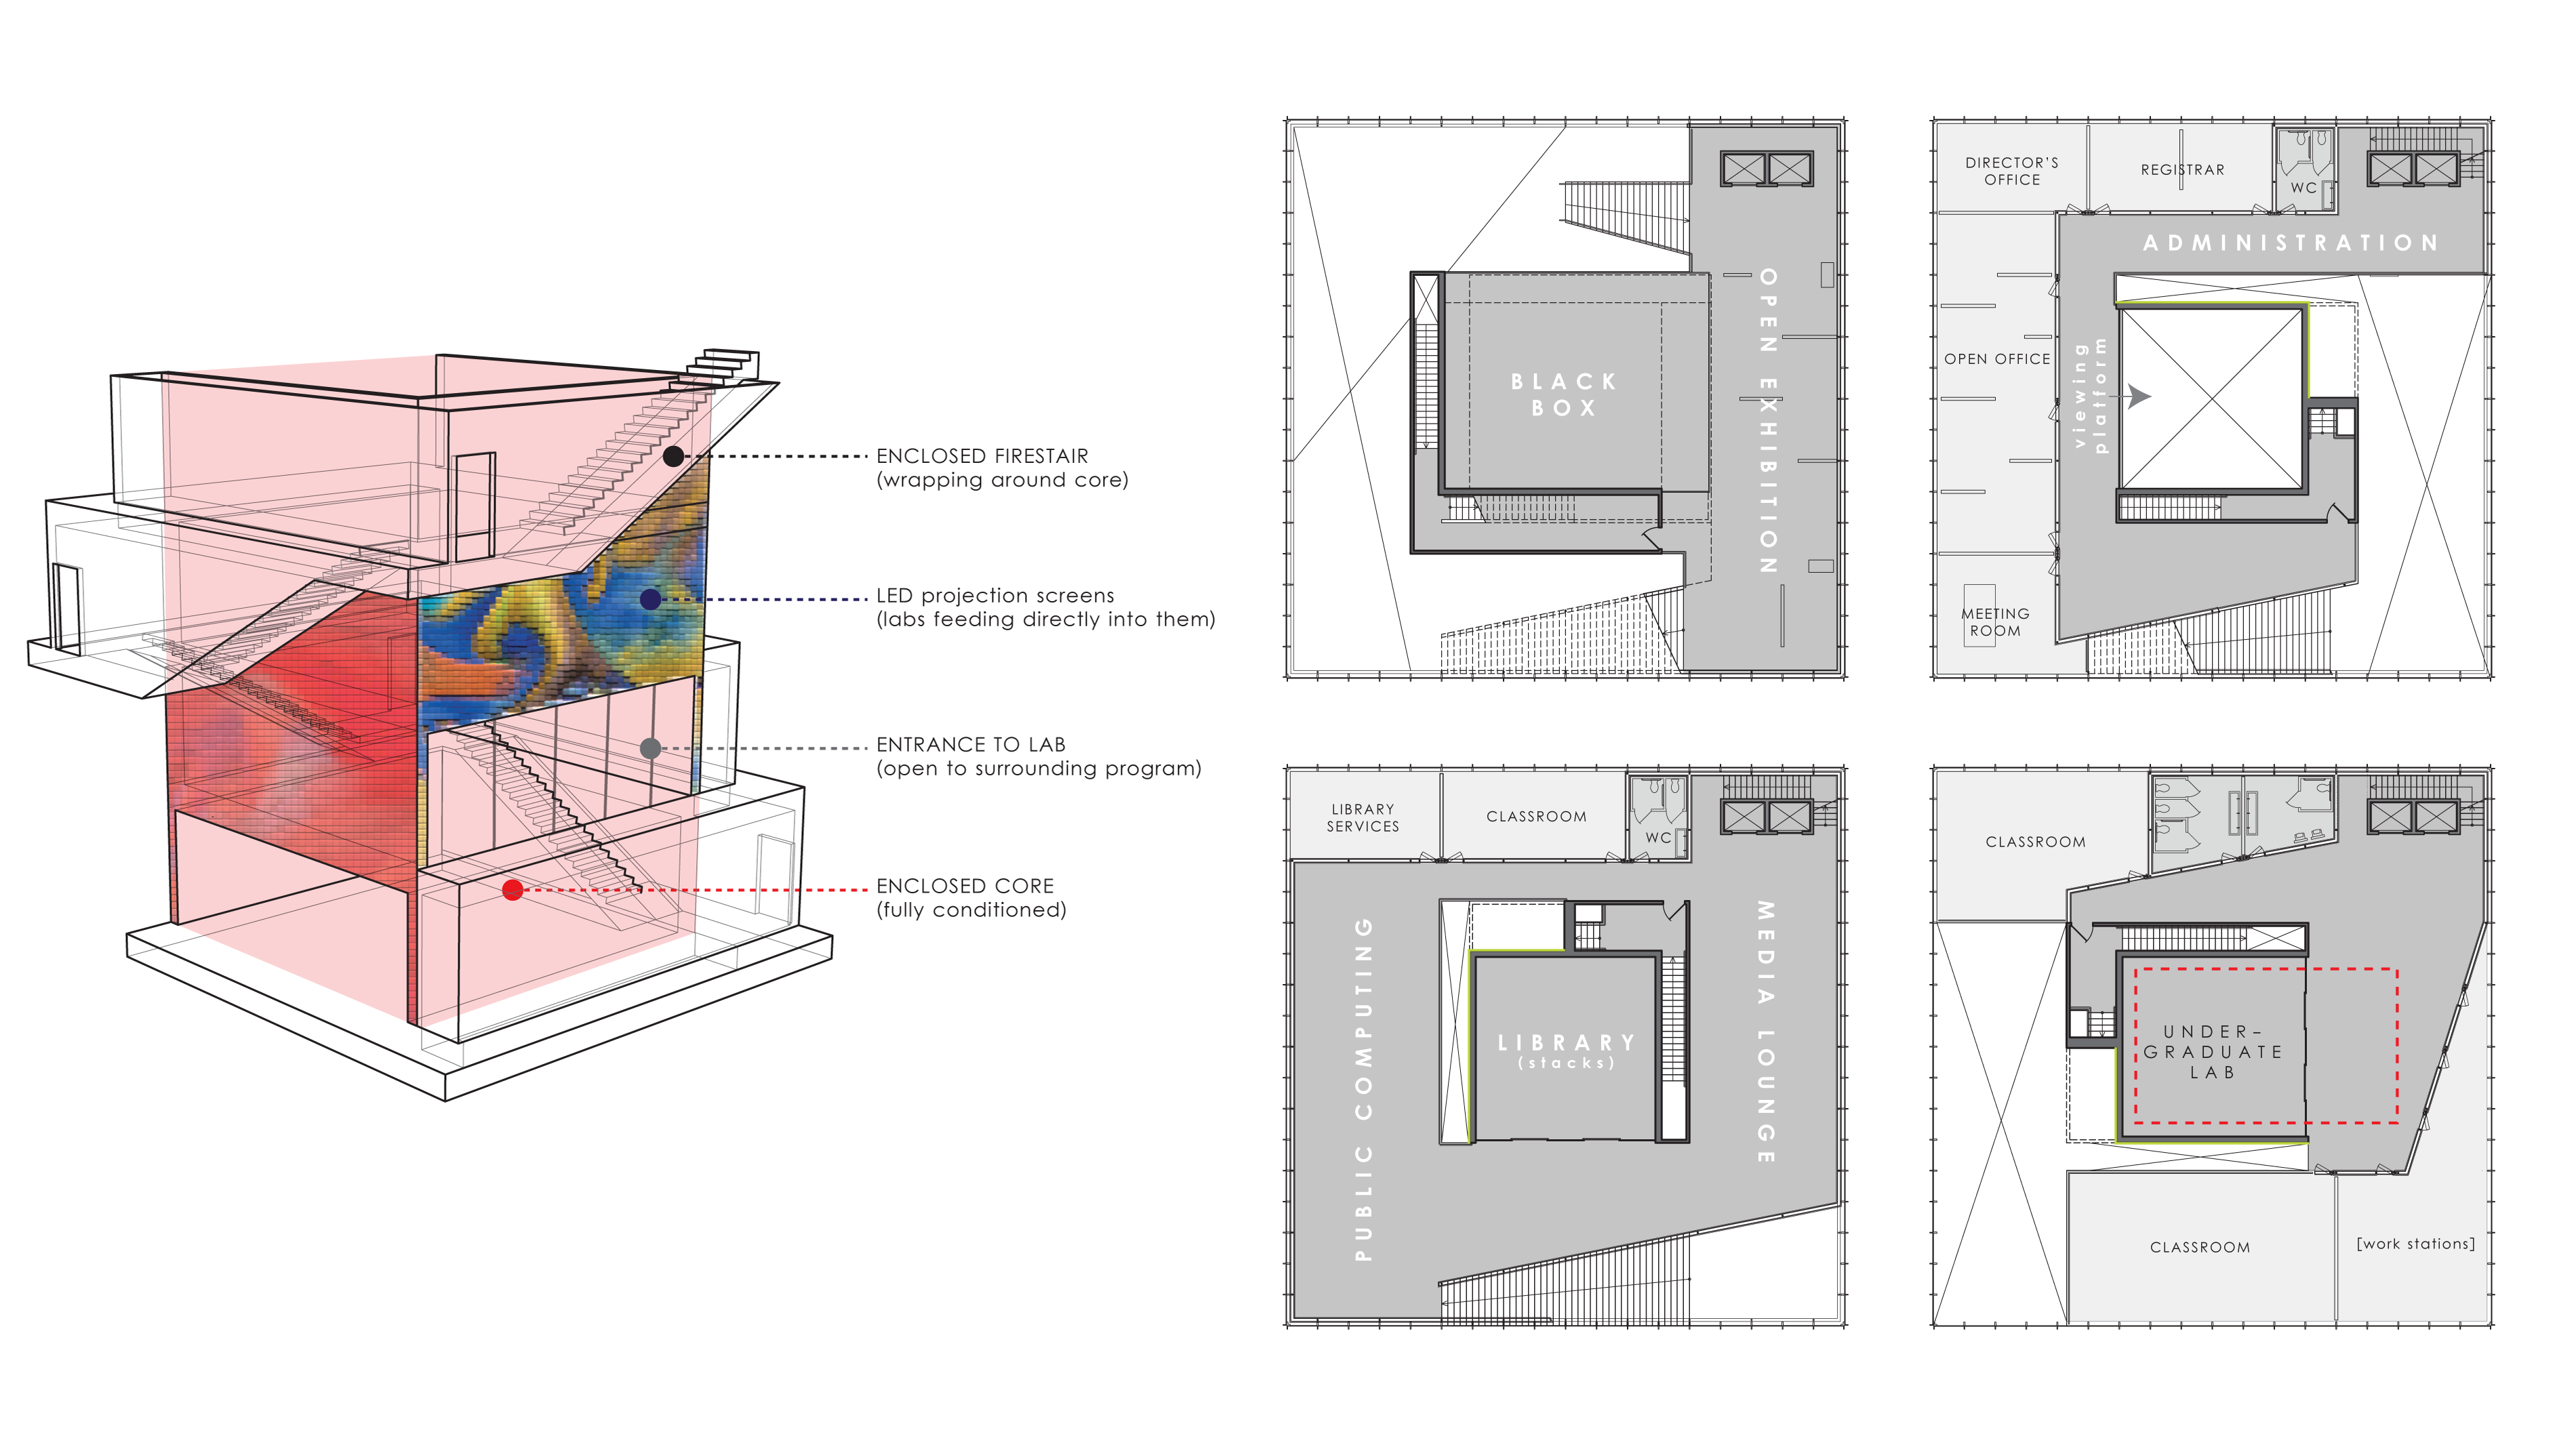 ENCLOSED FIRESTAIR
(wrapping around core)
LED projection screens
(labs feeding directly into them)
ENTRANCE TO LAB
(open to surrounding program)
ENCLOSED CORE
(fully conditioned)
BLACK
BOX
OPEN EXHIBITION
DIRECTOR'S
OFFICE
REGISTRAR
WC
ADMINISTRATION
OPEN OFFICE
viewing
platform
MEETING
ROOM
LIBRARY
SERVICES
CLASSROOM
WC
PUBLIC COMPUTING
LIBRARY
(stacks)
MEDIA LOUNGE
CLASSROOM
UNDER-
GRADUATE
LAB
CLASSROOM
[work stations]